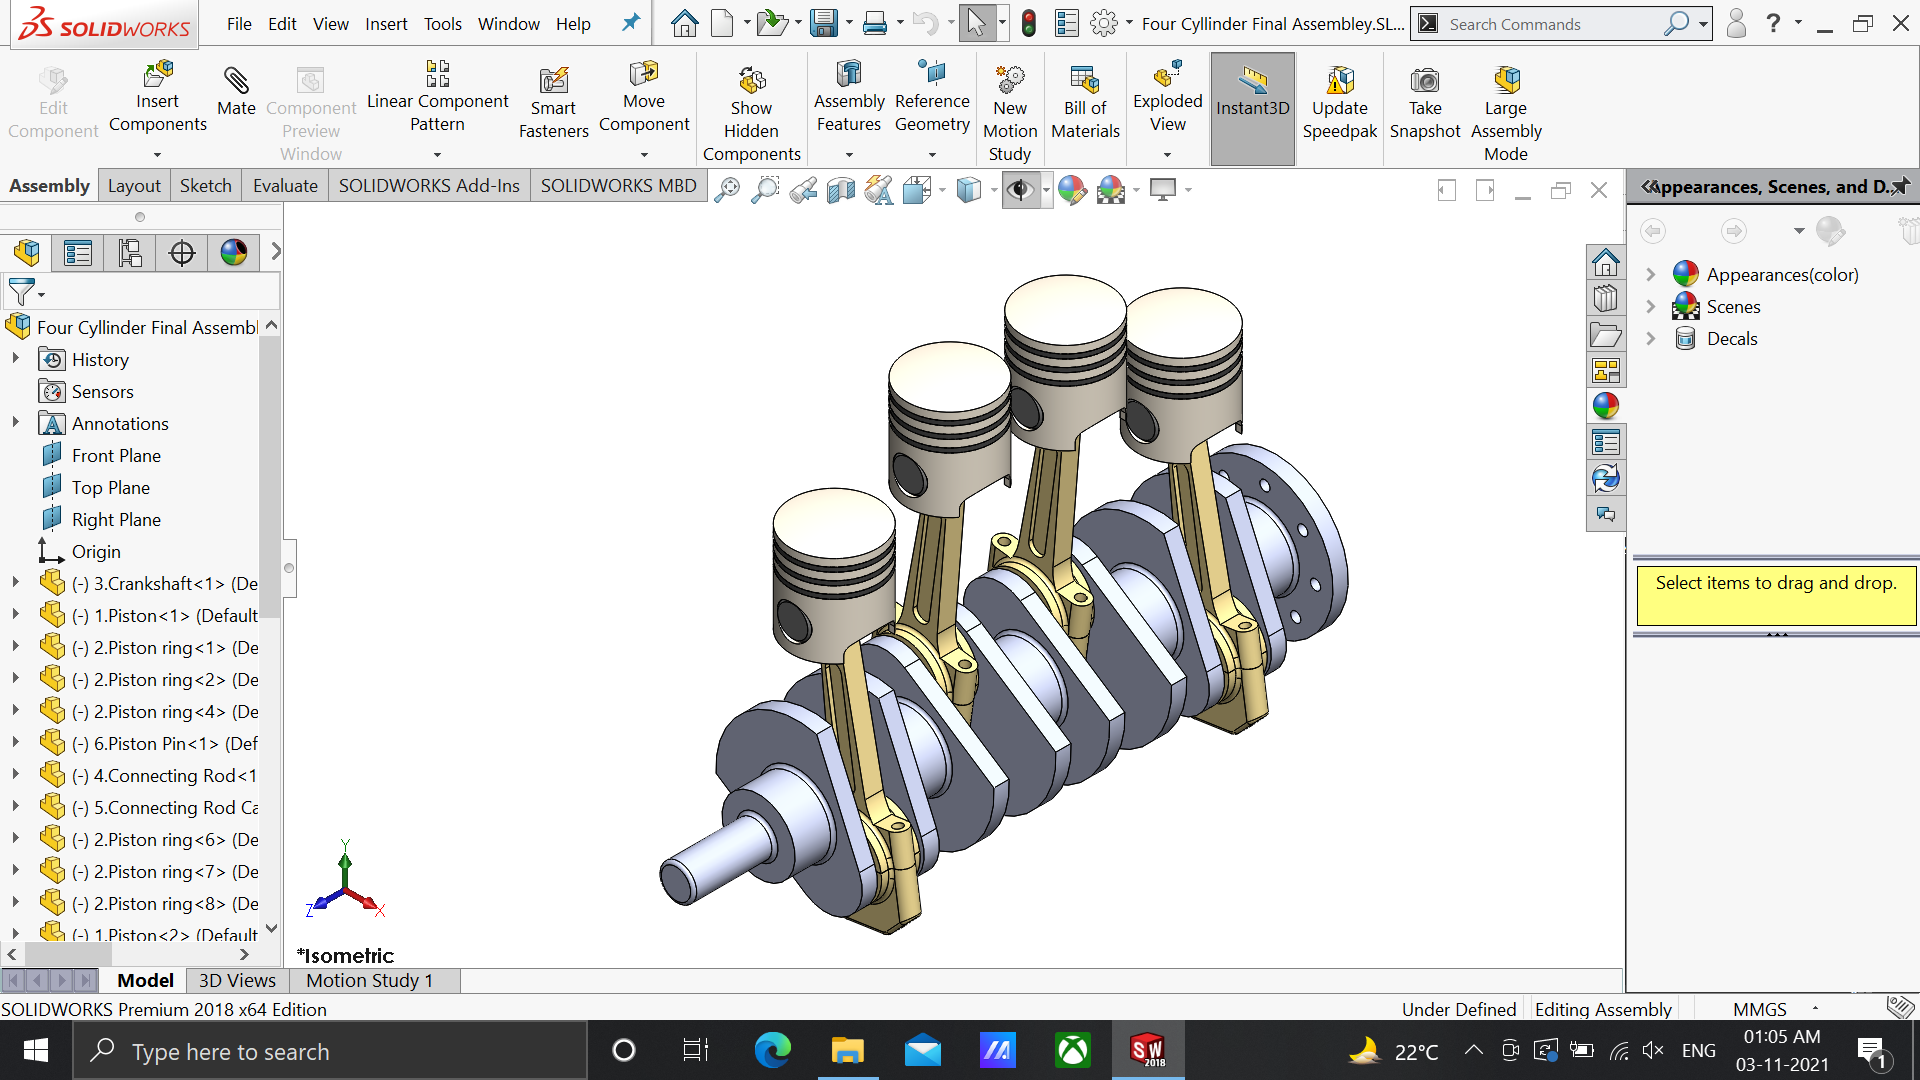 SOLIDWORKS
File Edit View Insert Tools Window Help
Four Cyllinder Final Assembley.SL...
Search Commands
?
Edit Component
Insert Components
Mate
Component Preview Window
Linear Component Pattern
Smart Fasteners
Move Component
Show Hidden Components
Assembly Features
Reference Geometry
New Motion Study
Bill of Materials
Exploded View
Instant3D
Update Speedpak
Take Snapshot
Large Assembly Mode
Assembly Layout Sketch Evaluate SOLIDWORKS Add-Ins SOLIDWORKS MBD
Appearances, Scenes, and D...
Appearances(color)
Scenes
Decals
Select items to drag and drop.
Four Cyllinder Final Assembl
History
Sensors
Annotations
Front Plane
Top Plane
Right Plane
Origin
(-) 3.Crankshaft<1> (De
(-) 1.Piston<1> (Default
(-) 2.Piston ring<1> (De
(-) 2.Piston ring<2> (De
(-) 2.Piston ring<4> (De
(-) 6.Piston Pin<1> (Def
(-) 4.Connecting Rod<1
(-) 5.Connecting Rod Ca
(-) 2.Piston ring<6> (De
(-) 2.Piston ring<7> (De
(-) 2.Piston ring<8> (De
(-) 1.Piston<2> (Default
Y
Z
X
*Isometric
Model 3D Views Motion Study 1
SOLIDWORKS Premium 2018 x64 Edition
Under Defined Editing Assembly MMGS
Type here to search
SW 2018
22°C
ENG
01:05 AM
03-11-2021
1